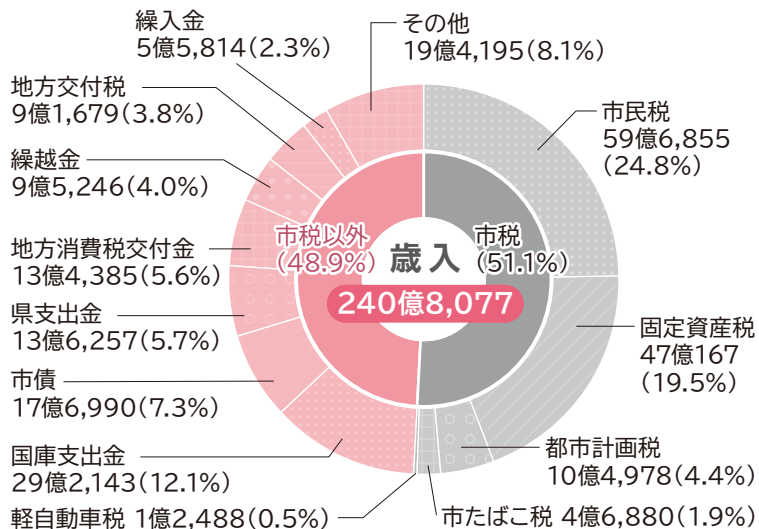 繰入金
5億5,814(2.3%)
その他
19億4,195(8.1%)
地方交付税
9億1,679(3.8%)
市民税
59億6,855
(24.8%)
繰越金
9億5,246(4.0%)
地方消費税交付金
13億4,385(5.6%)
市税以外
(48.9%)
歳入
240億8,077
市税
(51.1%)
県支出金
13億6,257(5.7%)
固定資産税
47億167
(19.5%)
市債
17億6,990(7.3%)
国庫支出金
29億2,143(12.1%)
都市計画税
10億4,978(4.4%)
軽自動車税 1億2,488(0.5%)
市たばこ税 4億6,880(1.9%)